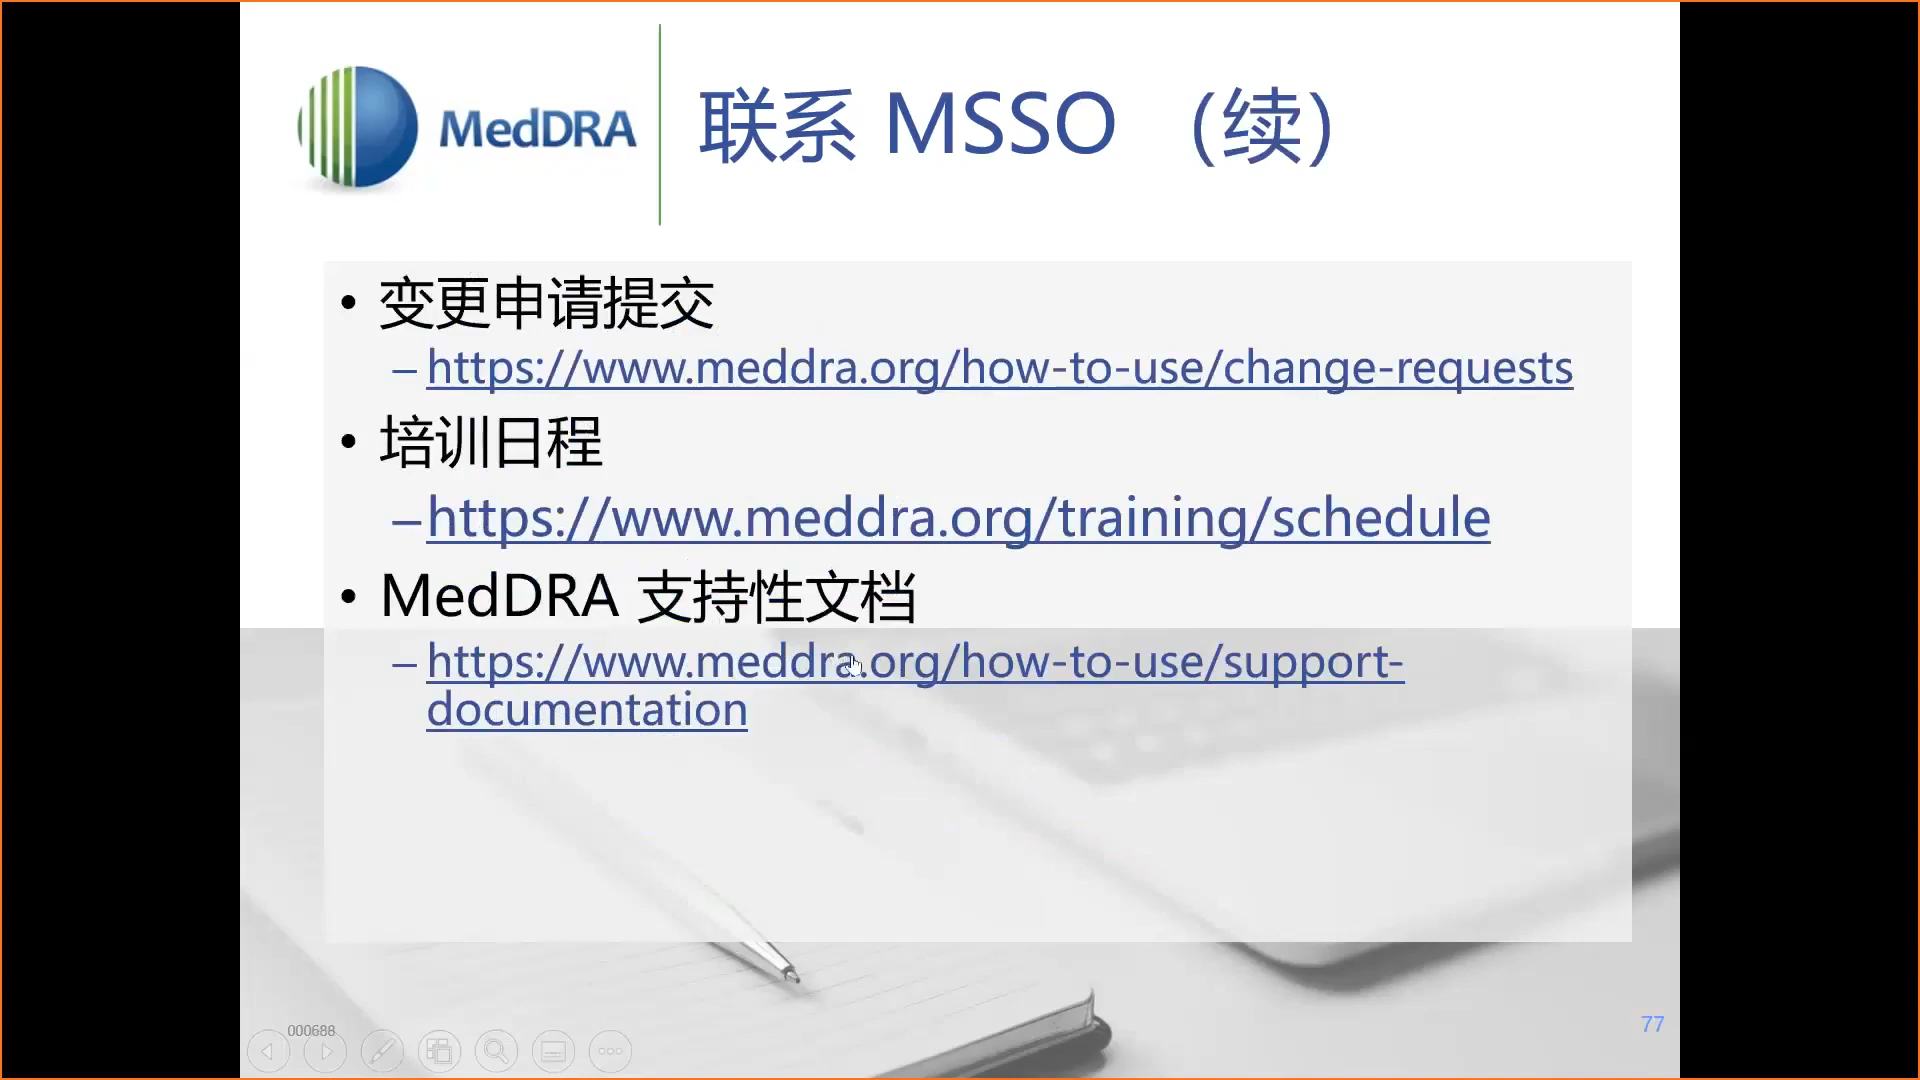 MedDRA
联系 MSSO （续）
• 变更申请提交
– https://www.meddra.org/how-to-use/change-requests
• 培训日程
–https://www.meddra.org/training/schedule
• MedDRA 支持性文档
– https://www.meddra.org/how-to-use/support-
documentation
000688
77